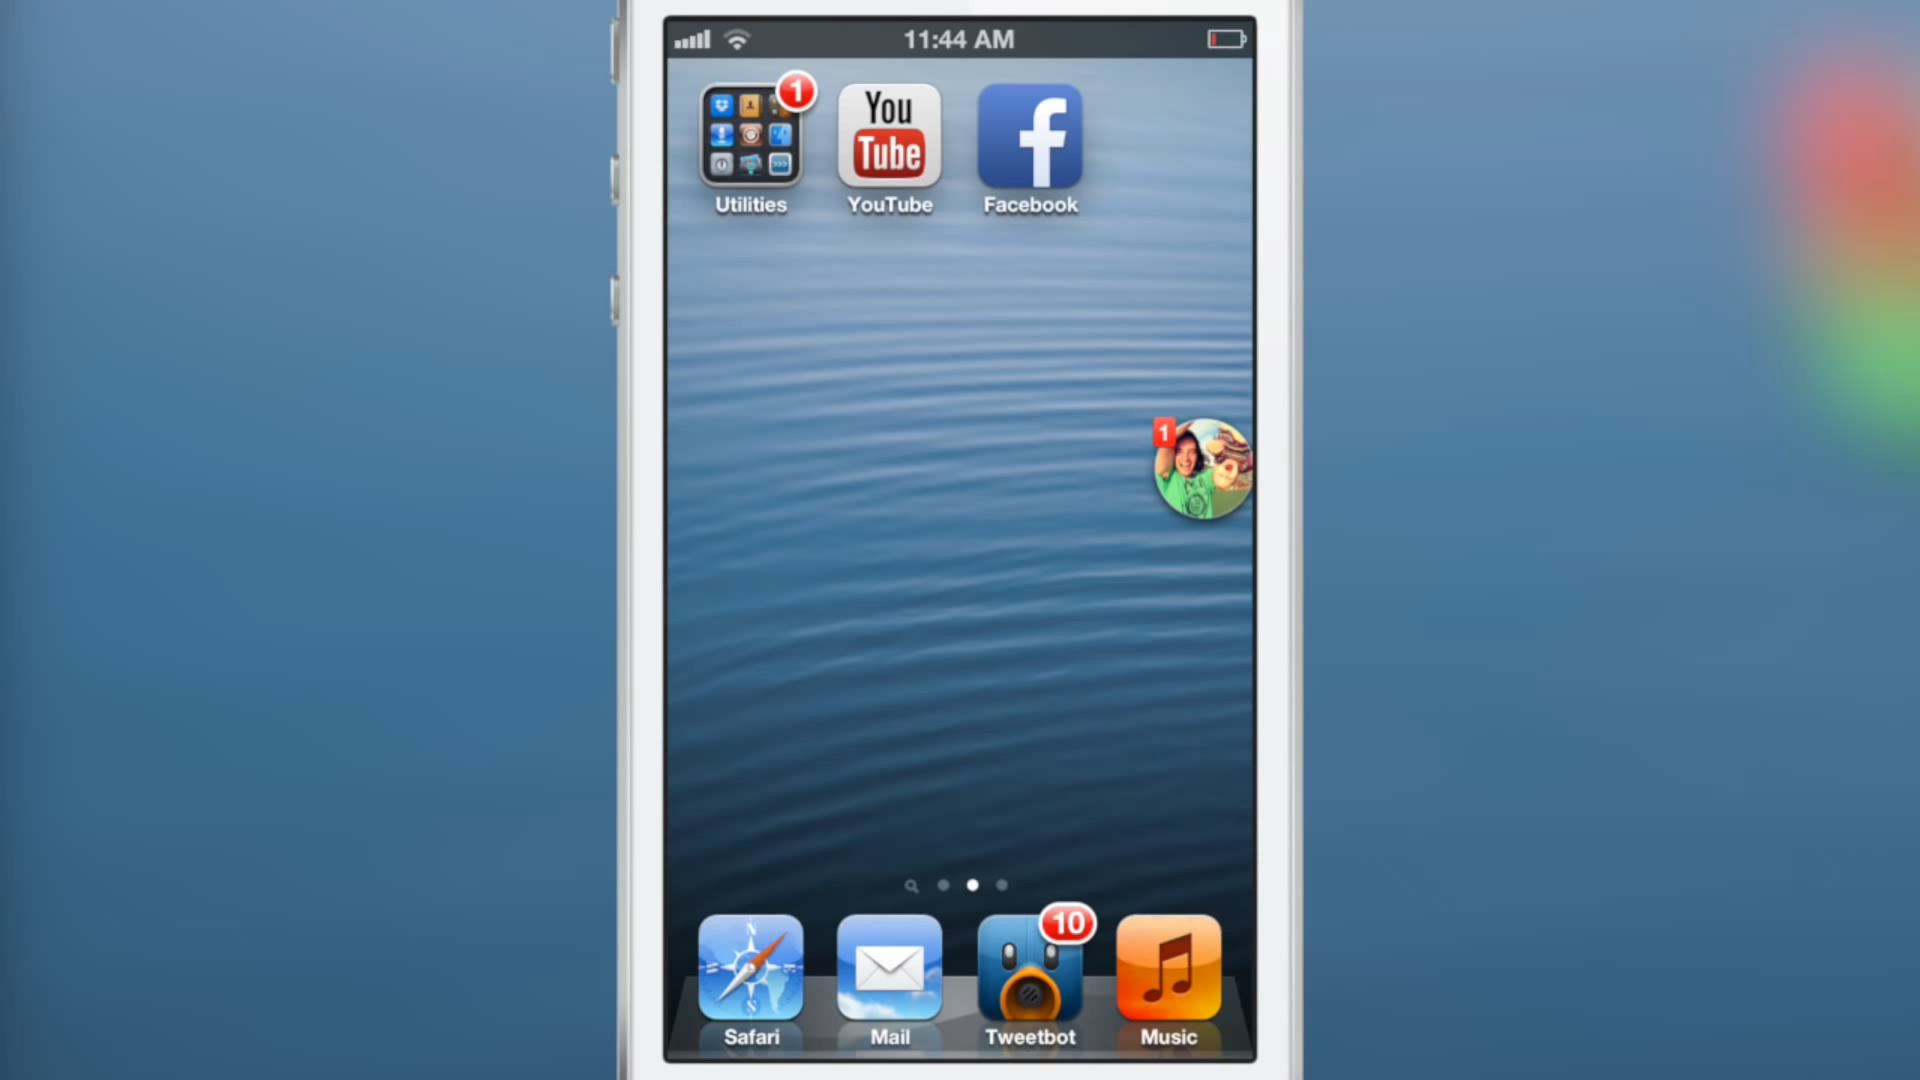 11:44 AM
1
You
Tube
f
Utilities
YouTube
Facebook
1
10
N
S
Safari
Mail
Tweetbot
Music